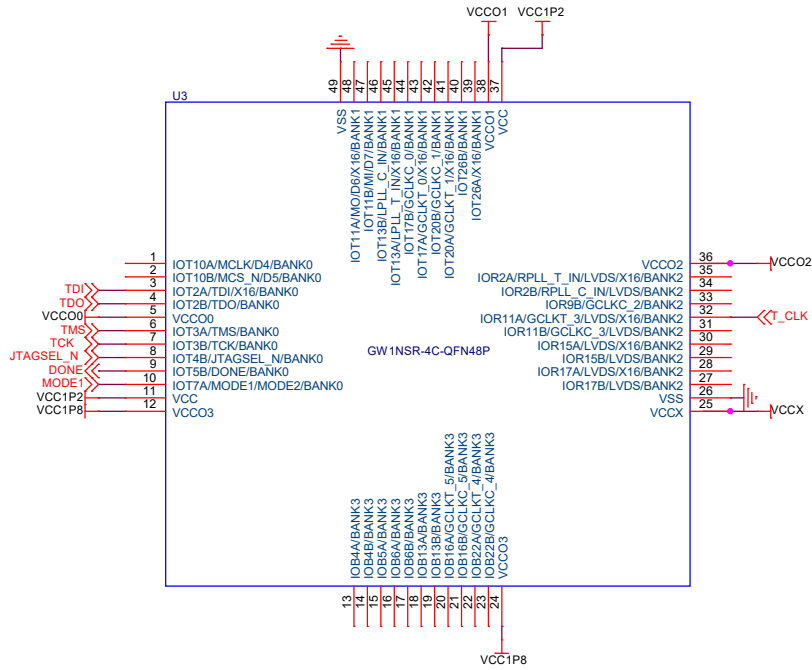 VCCO1
VCC1P2
49
48
47
46
45
44
43
42
41
40
39
38
37
U3
VSS
IOT11A/MO/D6/X16/BANK1
IOT11B/MI/D7/BANK1
IOT13B/LPLL_C_IN/BANK1
IOT13A/LPLL_T_IN/X16/BANK1
IOT17B/GCLKC_0/BANK1
IOT17A/GCLKT_0/X16/BANK1
IOT20B/GCLKC_1/BANK1
IOT20A/GCLKT_1/X16/BANK1
IOT26B/BANK1
IOT26A/X16/BANK1
VCCO1
VCC
1 IOT10A/MCLK/D4/BANK0
2 IOT10B/MCS_N/D5/BANK0
TDI 3 IOT2A/TDI/X16/BANK0
TDO 4 IOT2B/TDO/BANK0
VCCO0 5 VCCO0
TMS 6 IOT3A/TMS/BANK0
TCK 7 IOT3B/TCK/BANK0
JTAGSEL_N 8 IOT4B/JTAGSEL_N/BANK0
DONE 9 IOT5B/DONE/BANK0
MODE1 10 IOT7A/MODE1/MODE2/BANK0
VCC1P2 11 VCC
VCC1P8 12 VCCO3
GW1NSR-4C-QFN48P
VCCO2 36 VCCO2
IOR2A/RPLL_T_IN/LVDS/X16/BANK2 35
IOR2B/RPLL_C_IN/LVDS/BANK2 34
IOR9B/GCLKC_2/BANK2 33
IOR11A/GCLKT_3/LVDS/X16/BANK2 32 T_CLK
IOR11B/GCLKC_3/LVDS/BANK2 31
IOR15A/LVDS/X16/BANK2 30
IOR15B/LVDS/BANK2 29
IOR17A/LVDS/X16/BANK2 28
IOR17B/LVDS/BANK2 27
VSS 26
VCCX 25 VCCX
IOB4A/BANK3
IOB4B/BANK3
IOB5A/BANK3
IOB6A/BANK3
IOB6B/BANK3
IOB13A/BANK3
IOB13B/BANK3
IOB16A/GCLKT_5/BANK3
IOB16B/GCLKC_5/BANK3
IOB22A/GCLKT_4/BANK3
IOB22B/GCLKC_4/BANK3
VCCO3
13
14
15
16
17
18
19
20
21
22
23
24
VCC1P8